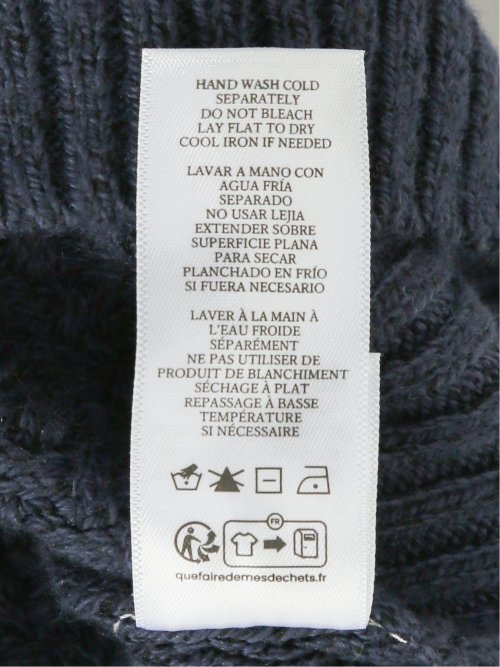 HAND WASH COLD
SEPARATELY
DO NOT BLEACH
LAY FLAT TO DRY
COOL IRON IF NEEDED
LAVAR A MANO CON
AGUA FRÍA
SEPARADO
NO USAR LEJIA
EXTENDER SOBRE
SUPERFICIE PLANA
PARA SECAR
PLANCHADO EN FRÍO
SI FUERA NECESARIO
LAVER À LA MAIN À
L'EAU FROIDE
SÉPARÉMENT
NE PAS UTILISER DE
PRODUIT DE BLANCHIMENT
SÉCHAGE À PLAT
REPASSAGE À BASSE
TEMPÉRATURE
SI NÉCESSAIRE
FR
quefairedemesdechets.fr